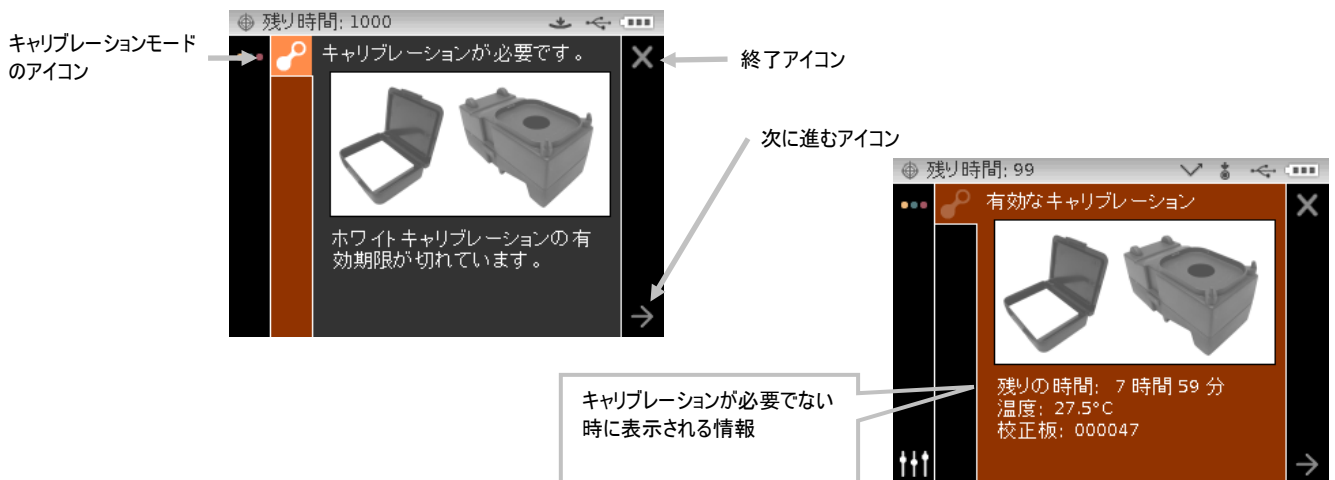 残り時間: 1000
キャリブレーションモード
のアイコン
キャリブレーションが必要です。
終了アイコン
次に進むアイコン
ホワイトキャリブレーションの有
効期限が切れています。
残り時間: 99
有効なキャリブレーション
キャリブレーションが必要でない
時に表示される情報
残りの時間: 7 時間 59 分
温度: 27.5°C
校正板: 000047